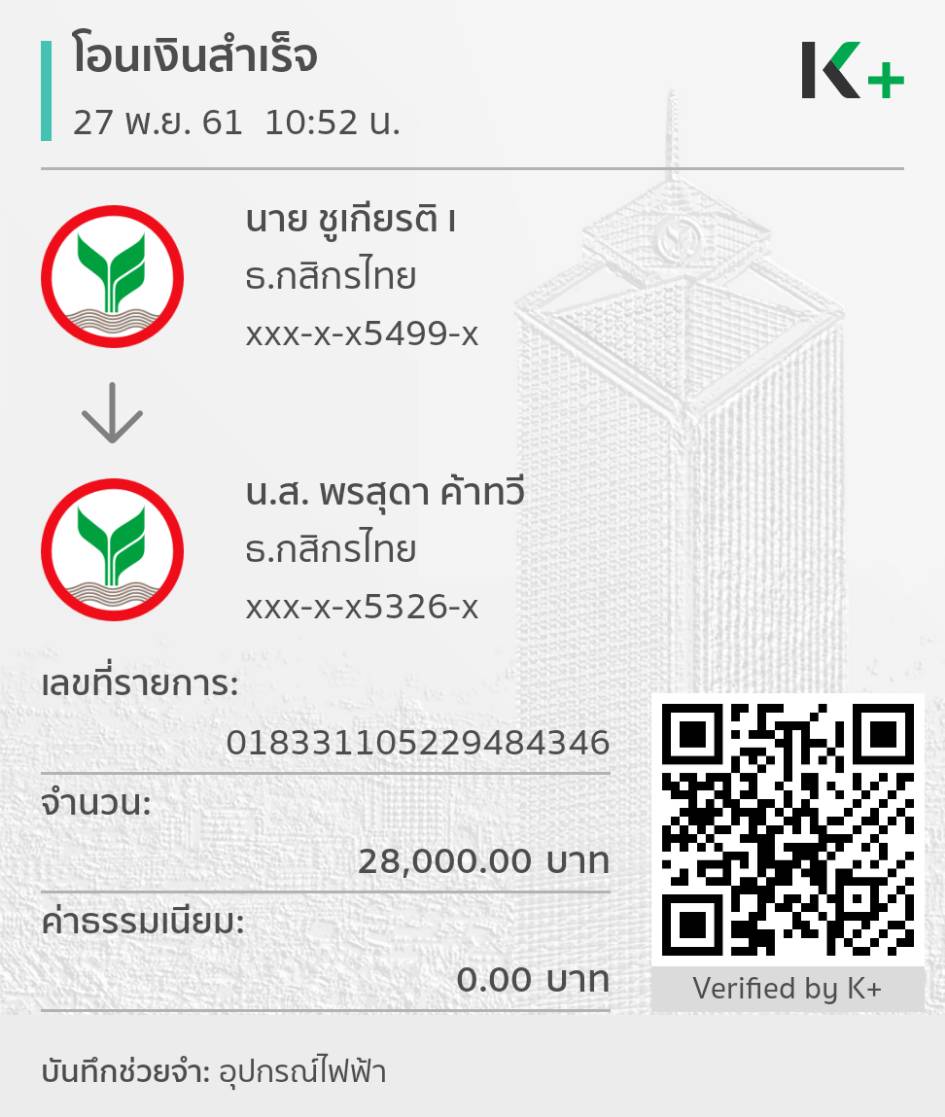 โอนเงินสำเร็จ
27 พ.ย. 61 10:52 น.
K+
นาย ชูเกียรติ เ
ธ.กสิกรไทย
xxx-x-x5499-x
น.ส. พรสุดา ค้าทวี
ธ.กสิกรไทย
xxx-x-x5326-x
เลขที่รายการ:
018331105229484346
จำนวน:
28,000.00 บาท
ค่าธรรมเนียม:
0.00 บาท
Verified by K+
บันทึกช่วยจำ: อุปกรณ์ไฟฟ้า